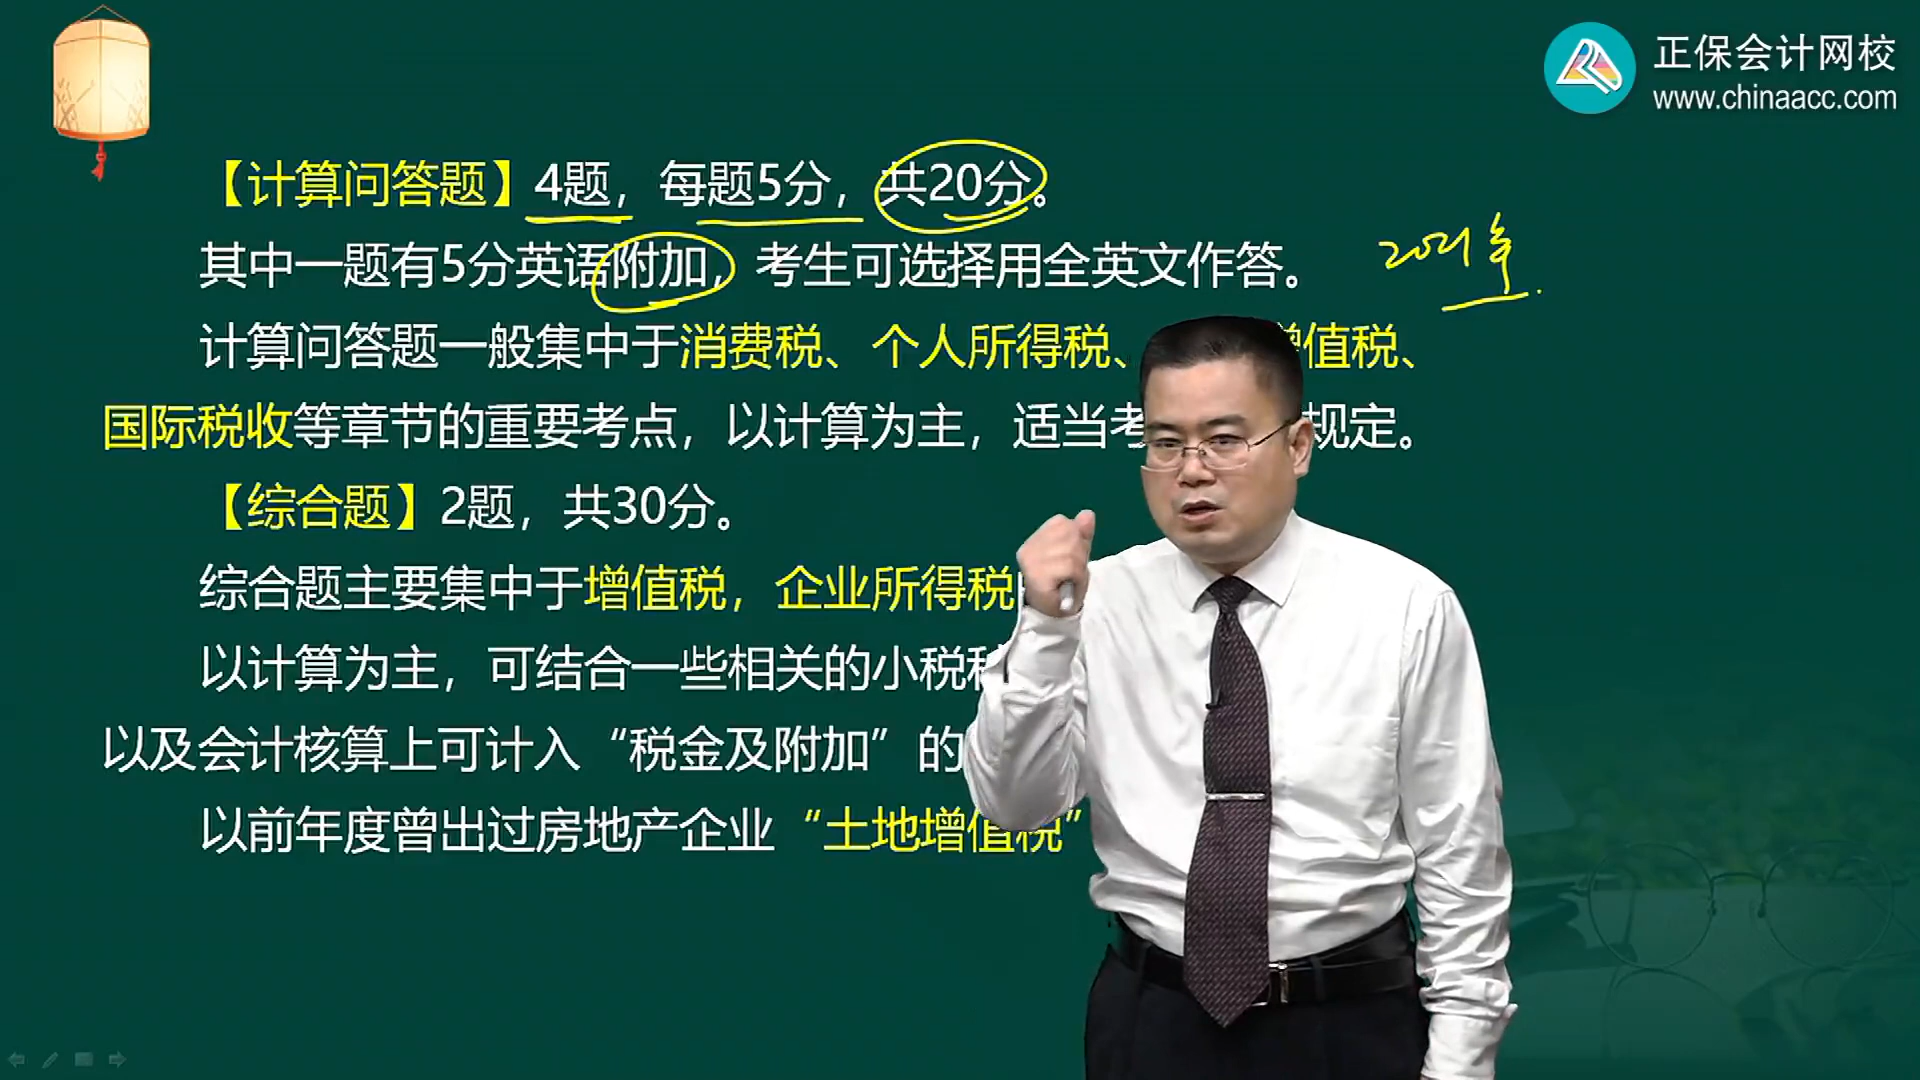 正保会计网校
www.chinaacc.com
【计算问答题】4题，每题5分，共20分。
其中一题有5分英语附加，考生可选择用全英文作答。
2021年
计算问答题一般集中于消费税、个人所得税、增值税、
国际税收等章节的重要考点，以计算为主，适当考规定。
【综合题】2题，共30分。
综合题主要集中于增值税，企业所得税
以计算为主，可结合一些相关的小税种
以及会计核算上可计入“税金及附加”的
以前年度曾出过房地产企业“土地增值税”